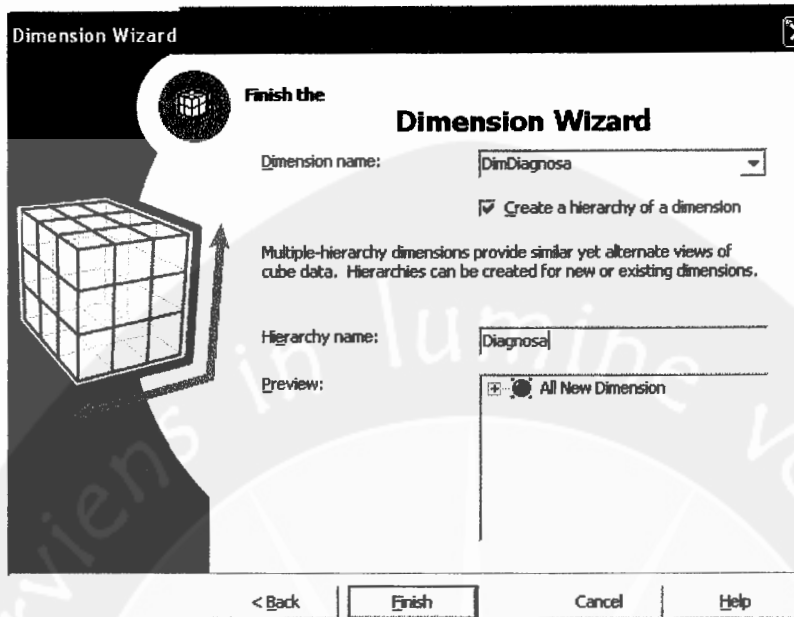 Dimension Wizard
Finish the
Dimension Wizard
Dimension name:
DimDiagnosa
Create a hierarchy of a dimension
Multiple-hierarchy dimensions provide similar yet alternate views of
cube data. Hierarchies can be created for new or existing dimensions.
Hierarchy name:
Diagnosa
Preview:
All New Dimension
< Back
Finish
Cancel
Help
in lumine